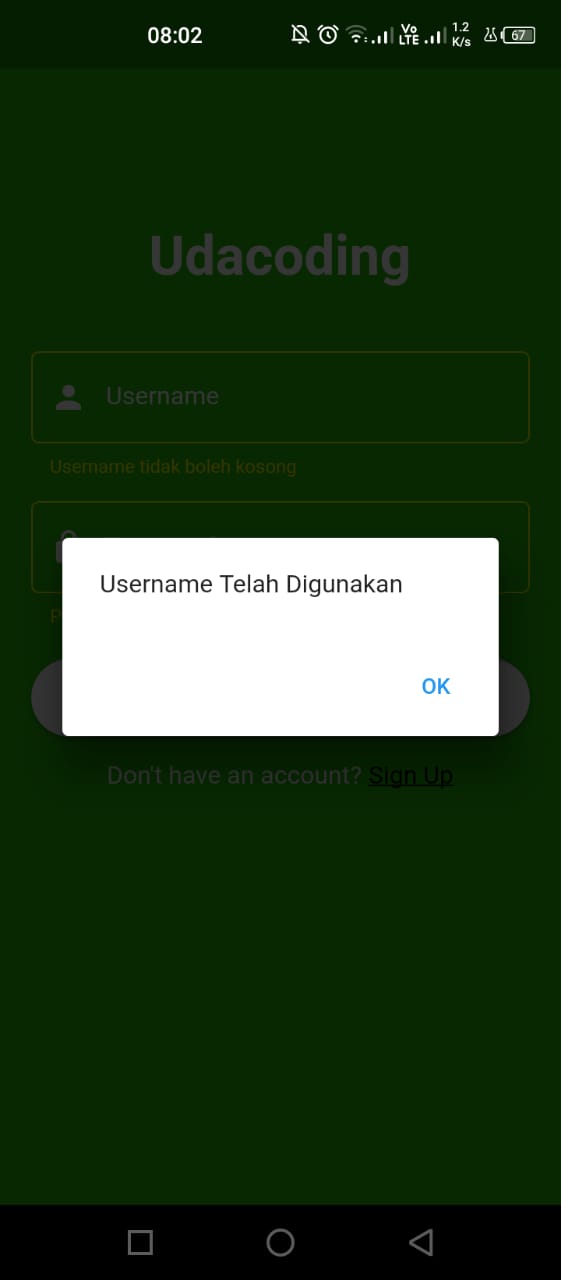 08:02
Vo
LTE
1.2
K/s
67
Udacoding
Username
Username tidak boleh kosong
Username Telah Digunakan
OK
Don't have an account? Sign Up